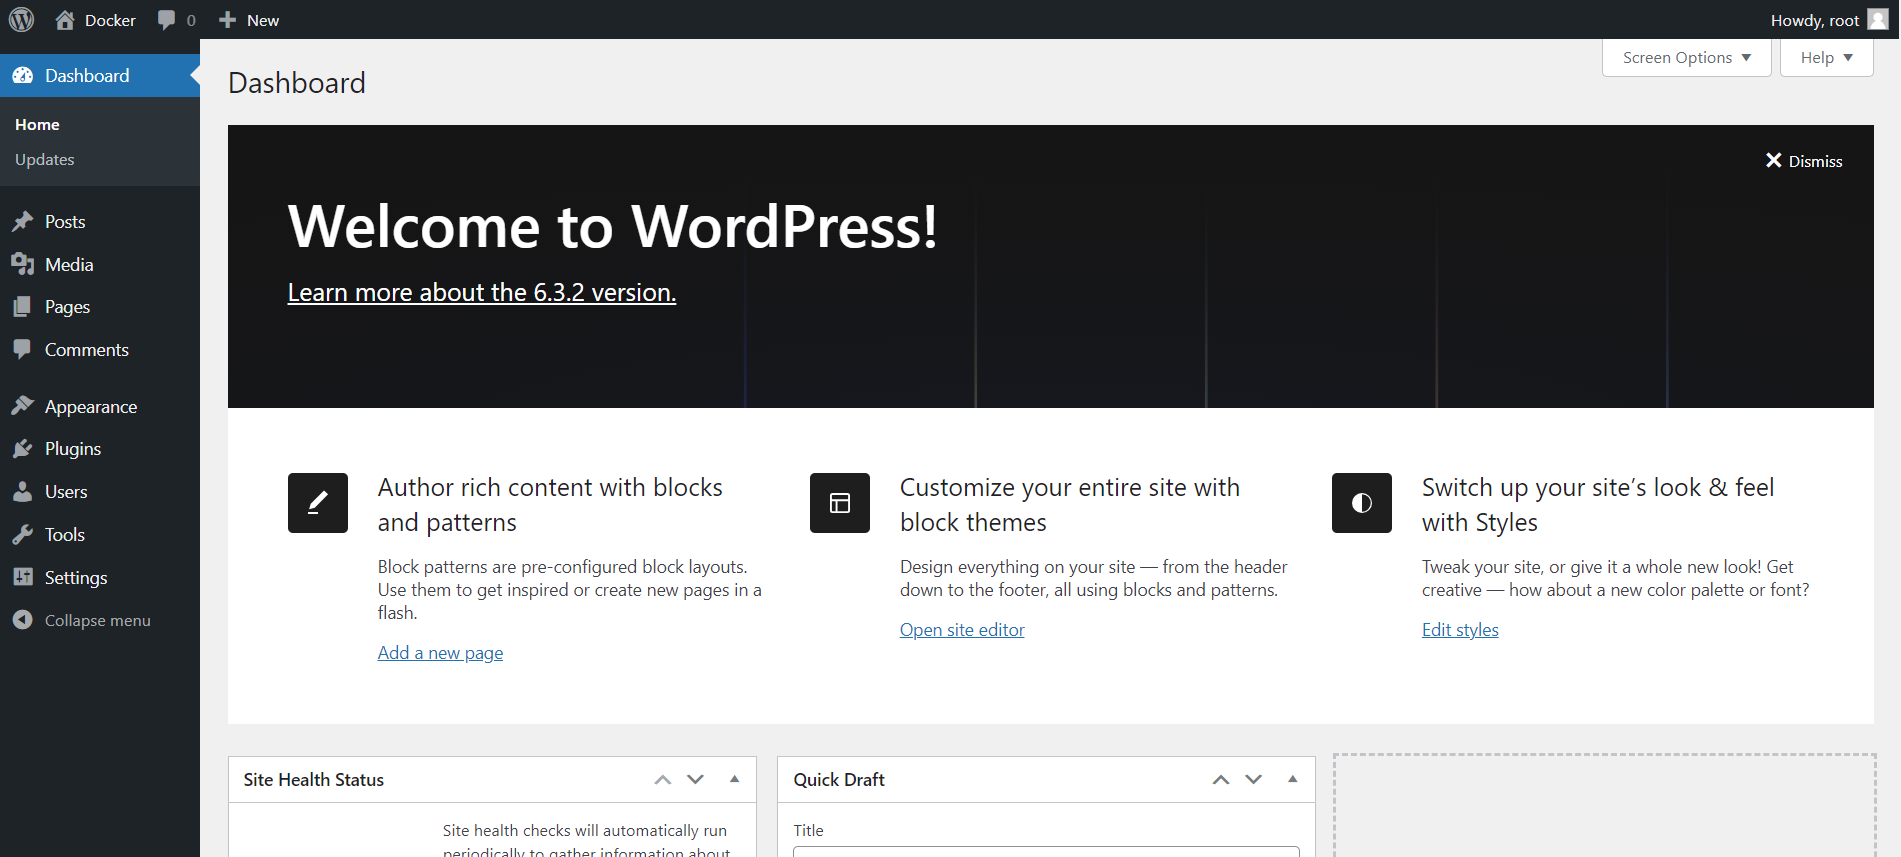 Docker
0
New
Howdy, root
Dashboard
Home
Updates
Posts
Media
Pages
Comments
Appearance
Plugins
Users
Tools
Settings
Collapse menu
Screen Options
Help
Dashboard
Dismiss
Welcome to WordPress!
Learn more about the 6.3.2 version.
Author rich content with blocks
and patterns
Block patterns are pre-configured block layouts.
Use them to get inspired or create new pages in a
flash.
Add a new page
Customize your entire site with
block themes
Design everything on your site — from the header
down to the footer, all using blocks and patterns.
Open site editor
Switch up your site’s look & feel
with Styles
Tweak your site, or give it a whole new look! Get
creative — how about a new color palette or font?
Edit styles
Site Health Status
Site health checks will automatically run
periodically to gather information about
Quick Draft
Title